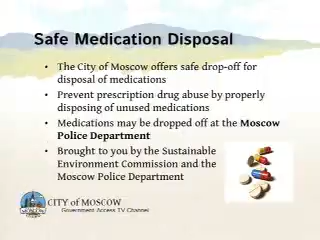 Safe Medication Disposal
• The City of Moscow offers safe drop-off for
disposal of medications
• Prevent prescription drug abuse by properly
disposing of unused medications
• Medications may be dropped off at the Moscow
Police Department
• Brought to you by the Sustainable
Environment Commission and the
Moscow Police Department
CITY of MOSCOW
Government Access TV Channel